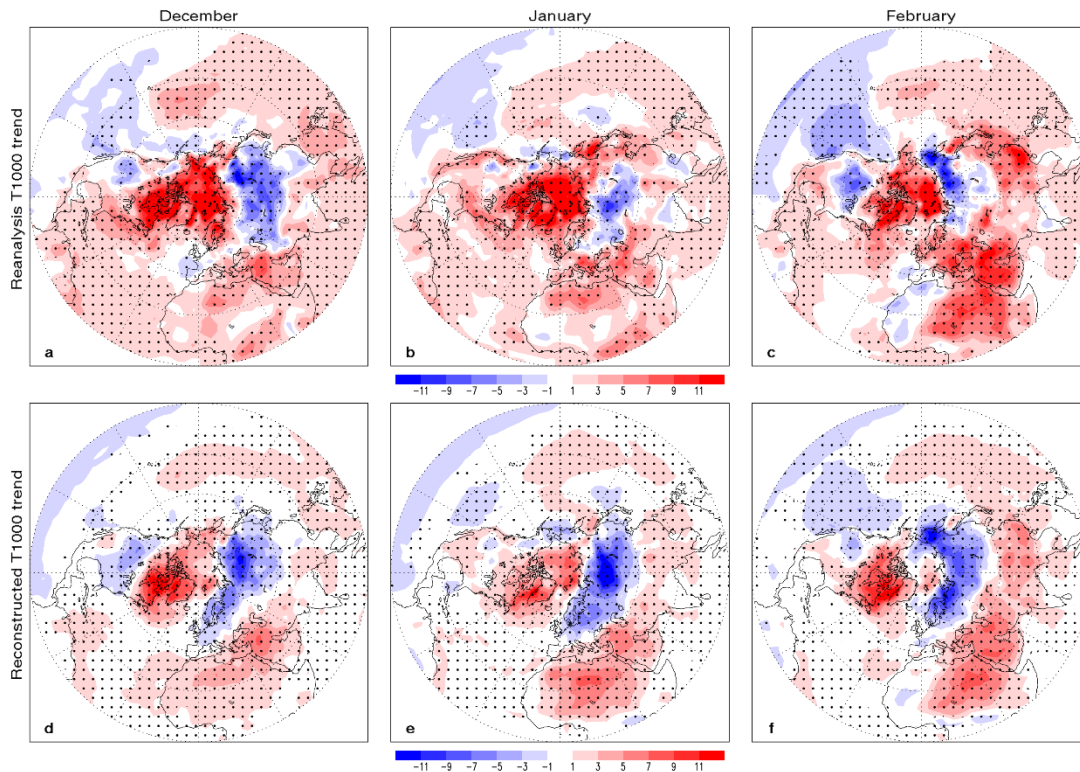 December January February
Reanalysis T1000 trend
a b c
-11 -9 -7 -5 -3 -1 1 3 5 7 9 11
Reconstructed T1000 trend
d e f
-11 -9 -7 -5 -3 -1 1 3 5 7 9 11